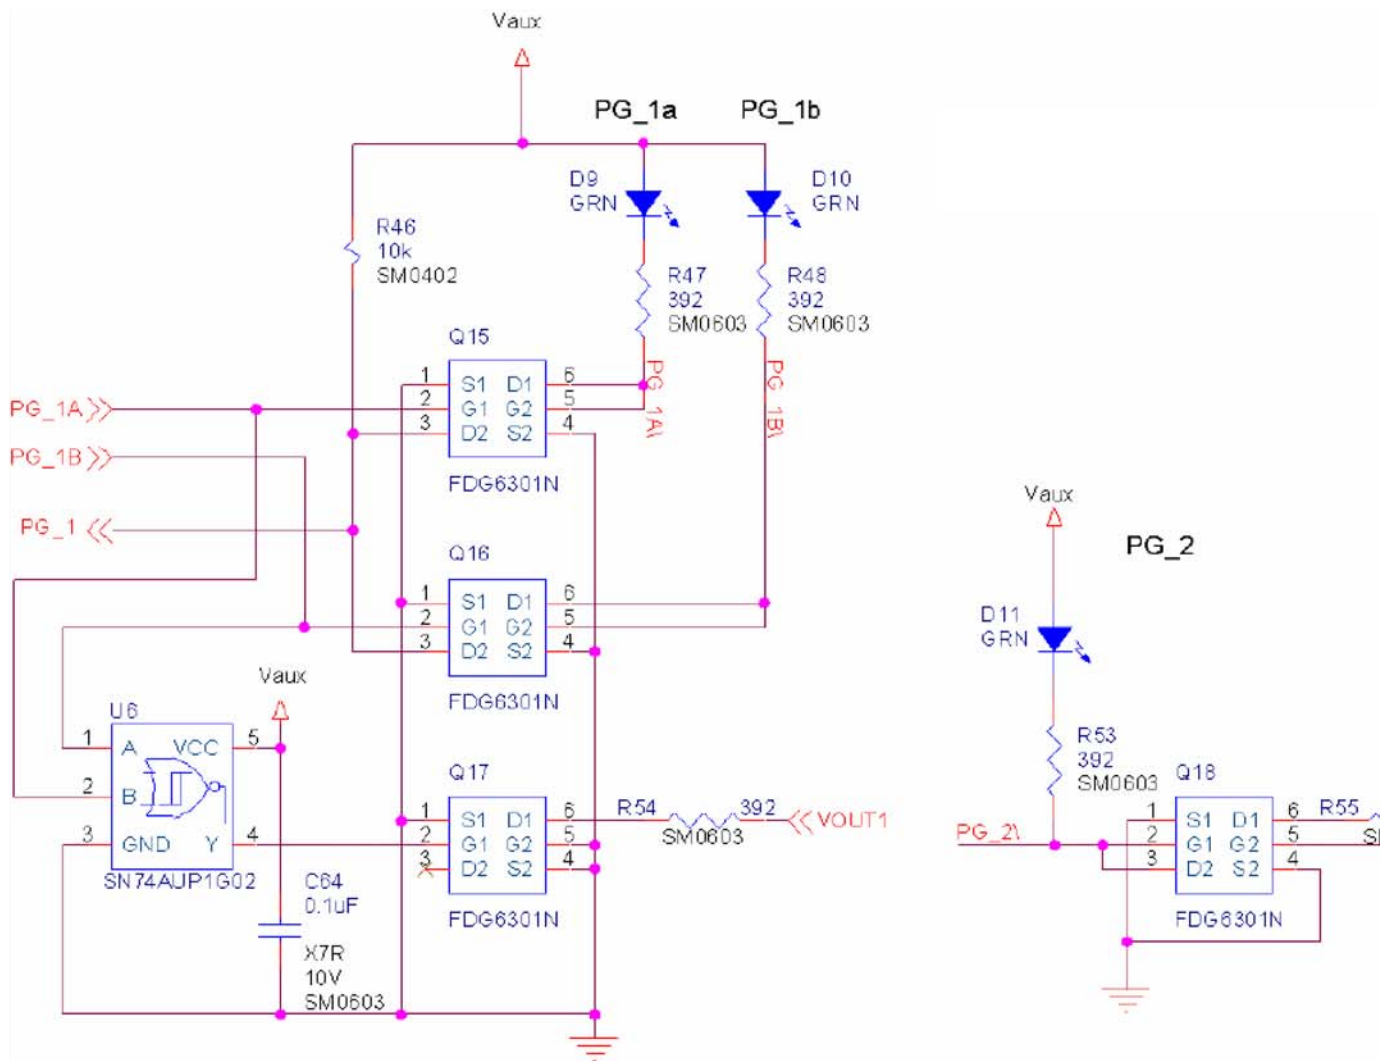 Vaux
PG_1a
PG_1b
D9
GRN
D10
GRN
R46
10k
SM0402
R47
392
SM0603
R48
392
SM0603
Q15
1 S1 D1 6
2 G1 G2 5
3 D2 S2 4
FDG6301N
PG_1A
PG_1B
PG_1
PG_1A\
PG_1B\
Q16
1 S1 D1 6
2 G1 G2 5
3 D2 S2 4
FDG6301N
Vaux
U6
1 A VCC 5
2 B
3 GND Y 4
SN74AUP1G02
C64
0.1uF
X7R
10V
SM0603
Q17
1 S1 D1 6
2 G1 G2 5
3 D2 S2 4
FDG6301N
R54 392
SM0603
VOUT1
Vaux
PG_2
D11
GRN
R53
392
SM0603
PG_2\
Q18
1 S1 D1 6
2 G1 G2 5
3 D2 S2 4
FDG6301N
R55